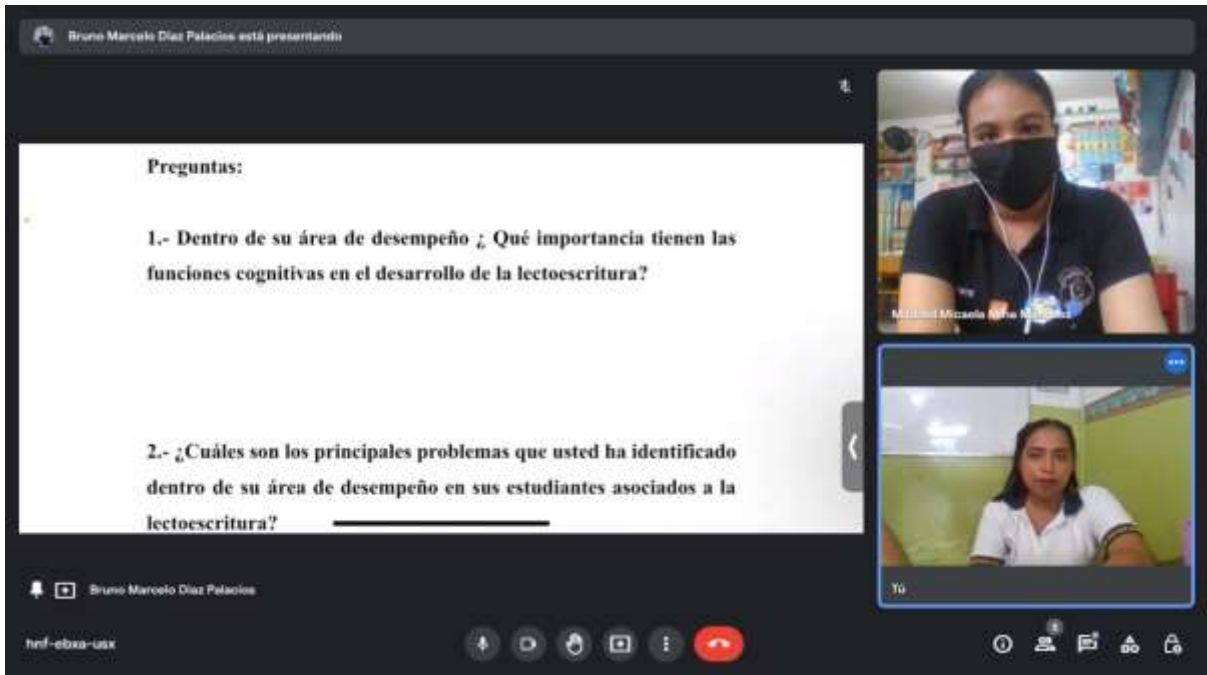 Bruno Marcelo Díaz Palacios está presentando
Preguntas:
1.- Dentro de su área de desempeño ¿ Qué importancia tienen las
funciones cognitivas en el desarrollo de la lectoescritura?
2.- ¿Cuáles son los principales problemas que usted ha identificado
dentro de su área de desempeño en sus estudiantes asociados a la
lectoescritura?
Micaela
Tú
Bruno Marcelo Díaz Palacios
hnf-ebxa-usx